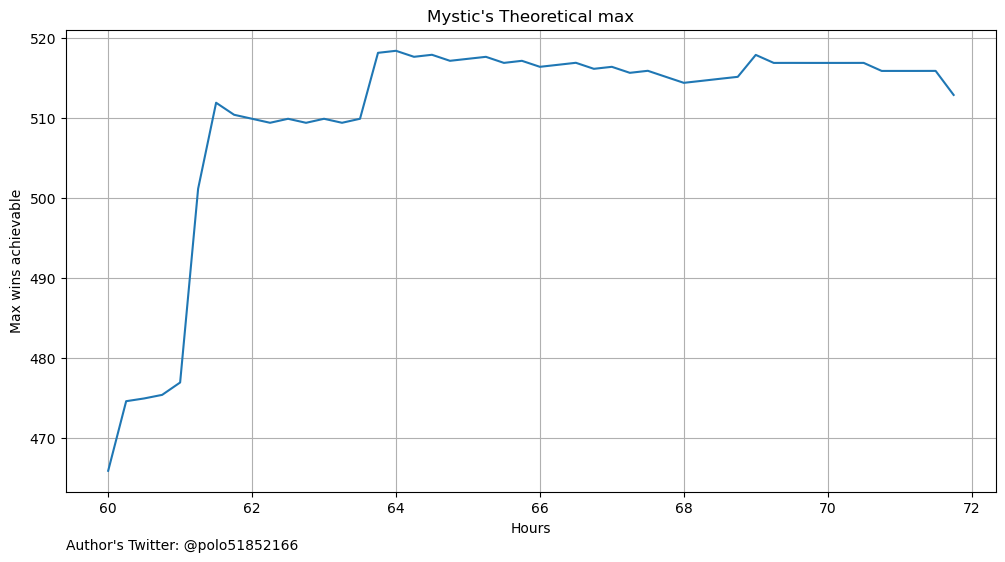 Mystic's Theoretical max
Max wins achievable
520
510
500
490
480
470
60 62 64 66 68 70 72
Hours
Author's Twitter: @polo51852166